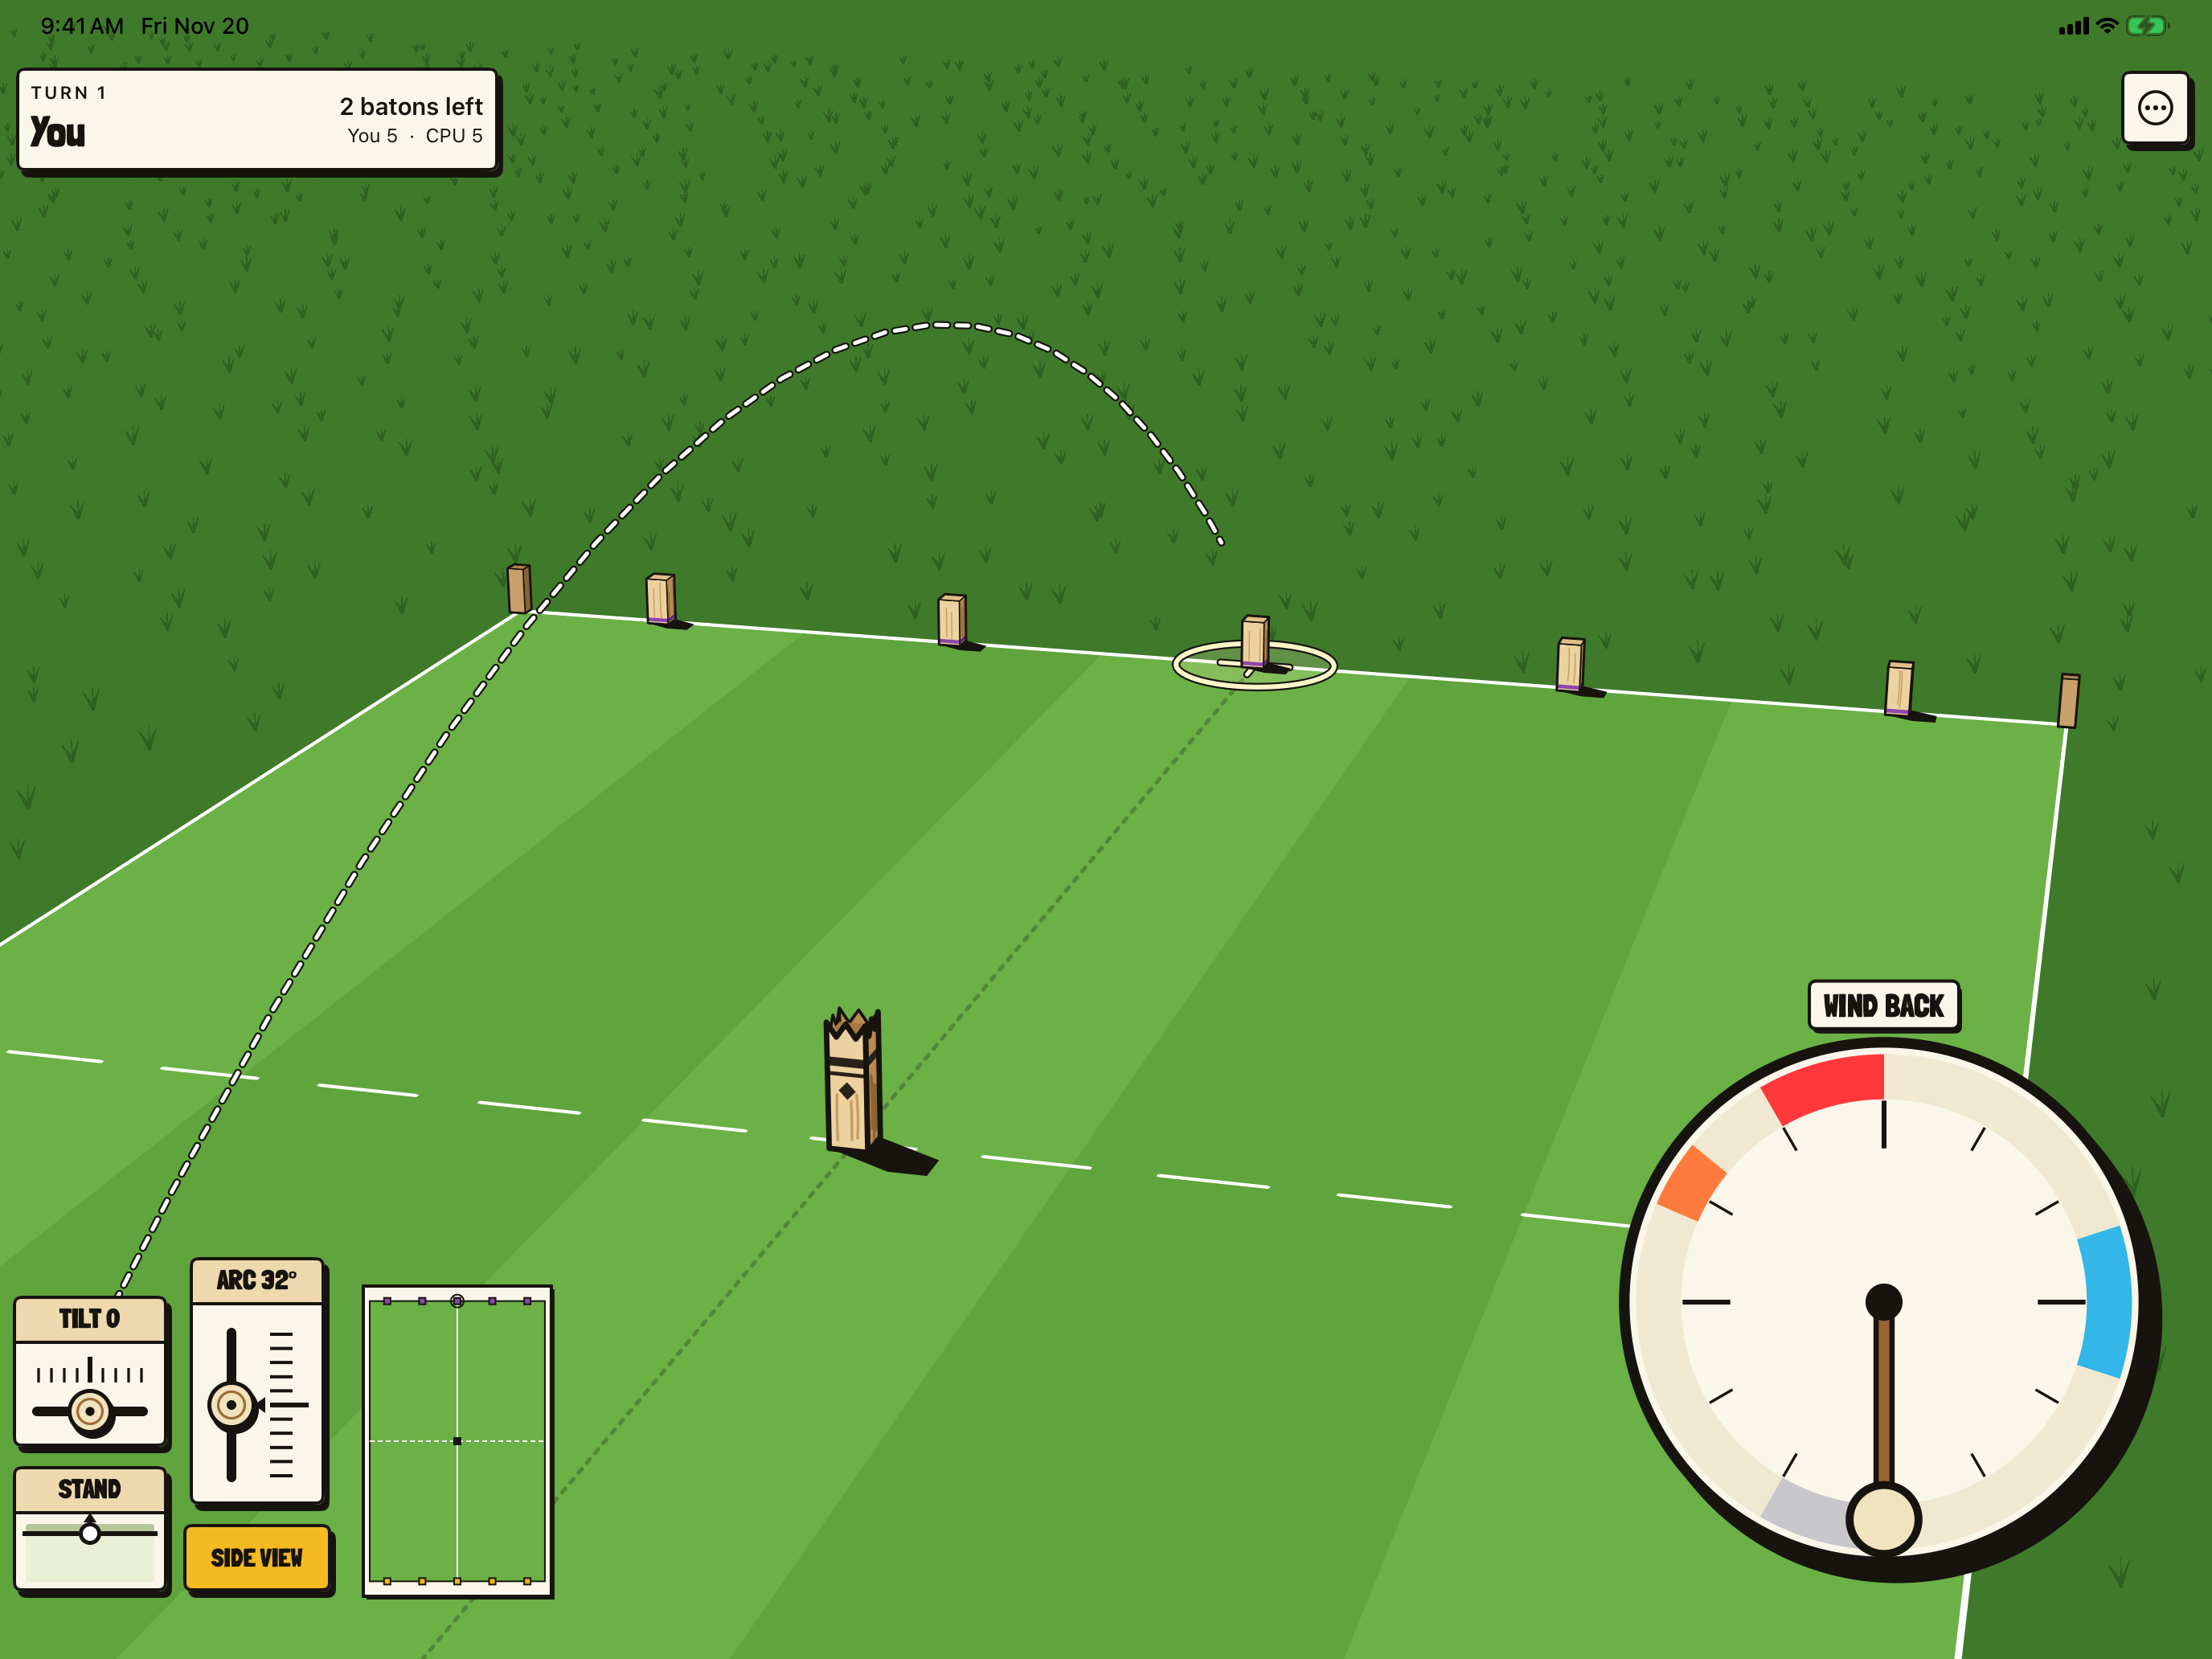 9:41 AM Fri Nov 20
TURN 1
You
2 batons left
You 5 · CPU 5
WIND BACK
ARC 32°
TILT 0
STAND
SIDE VIEW